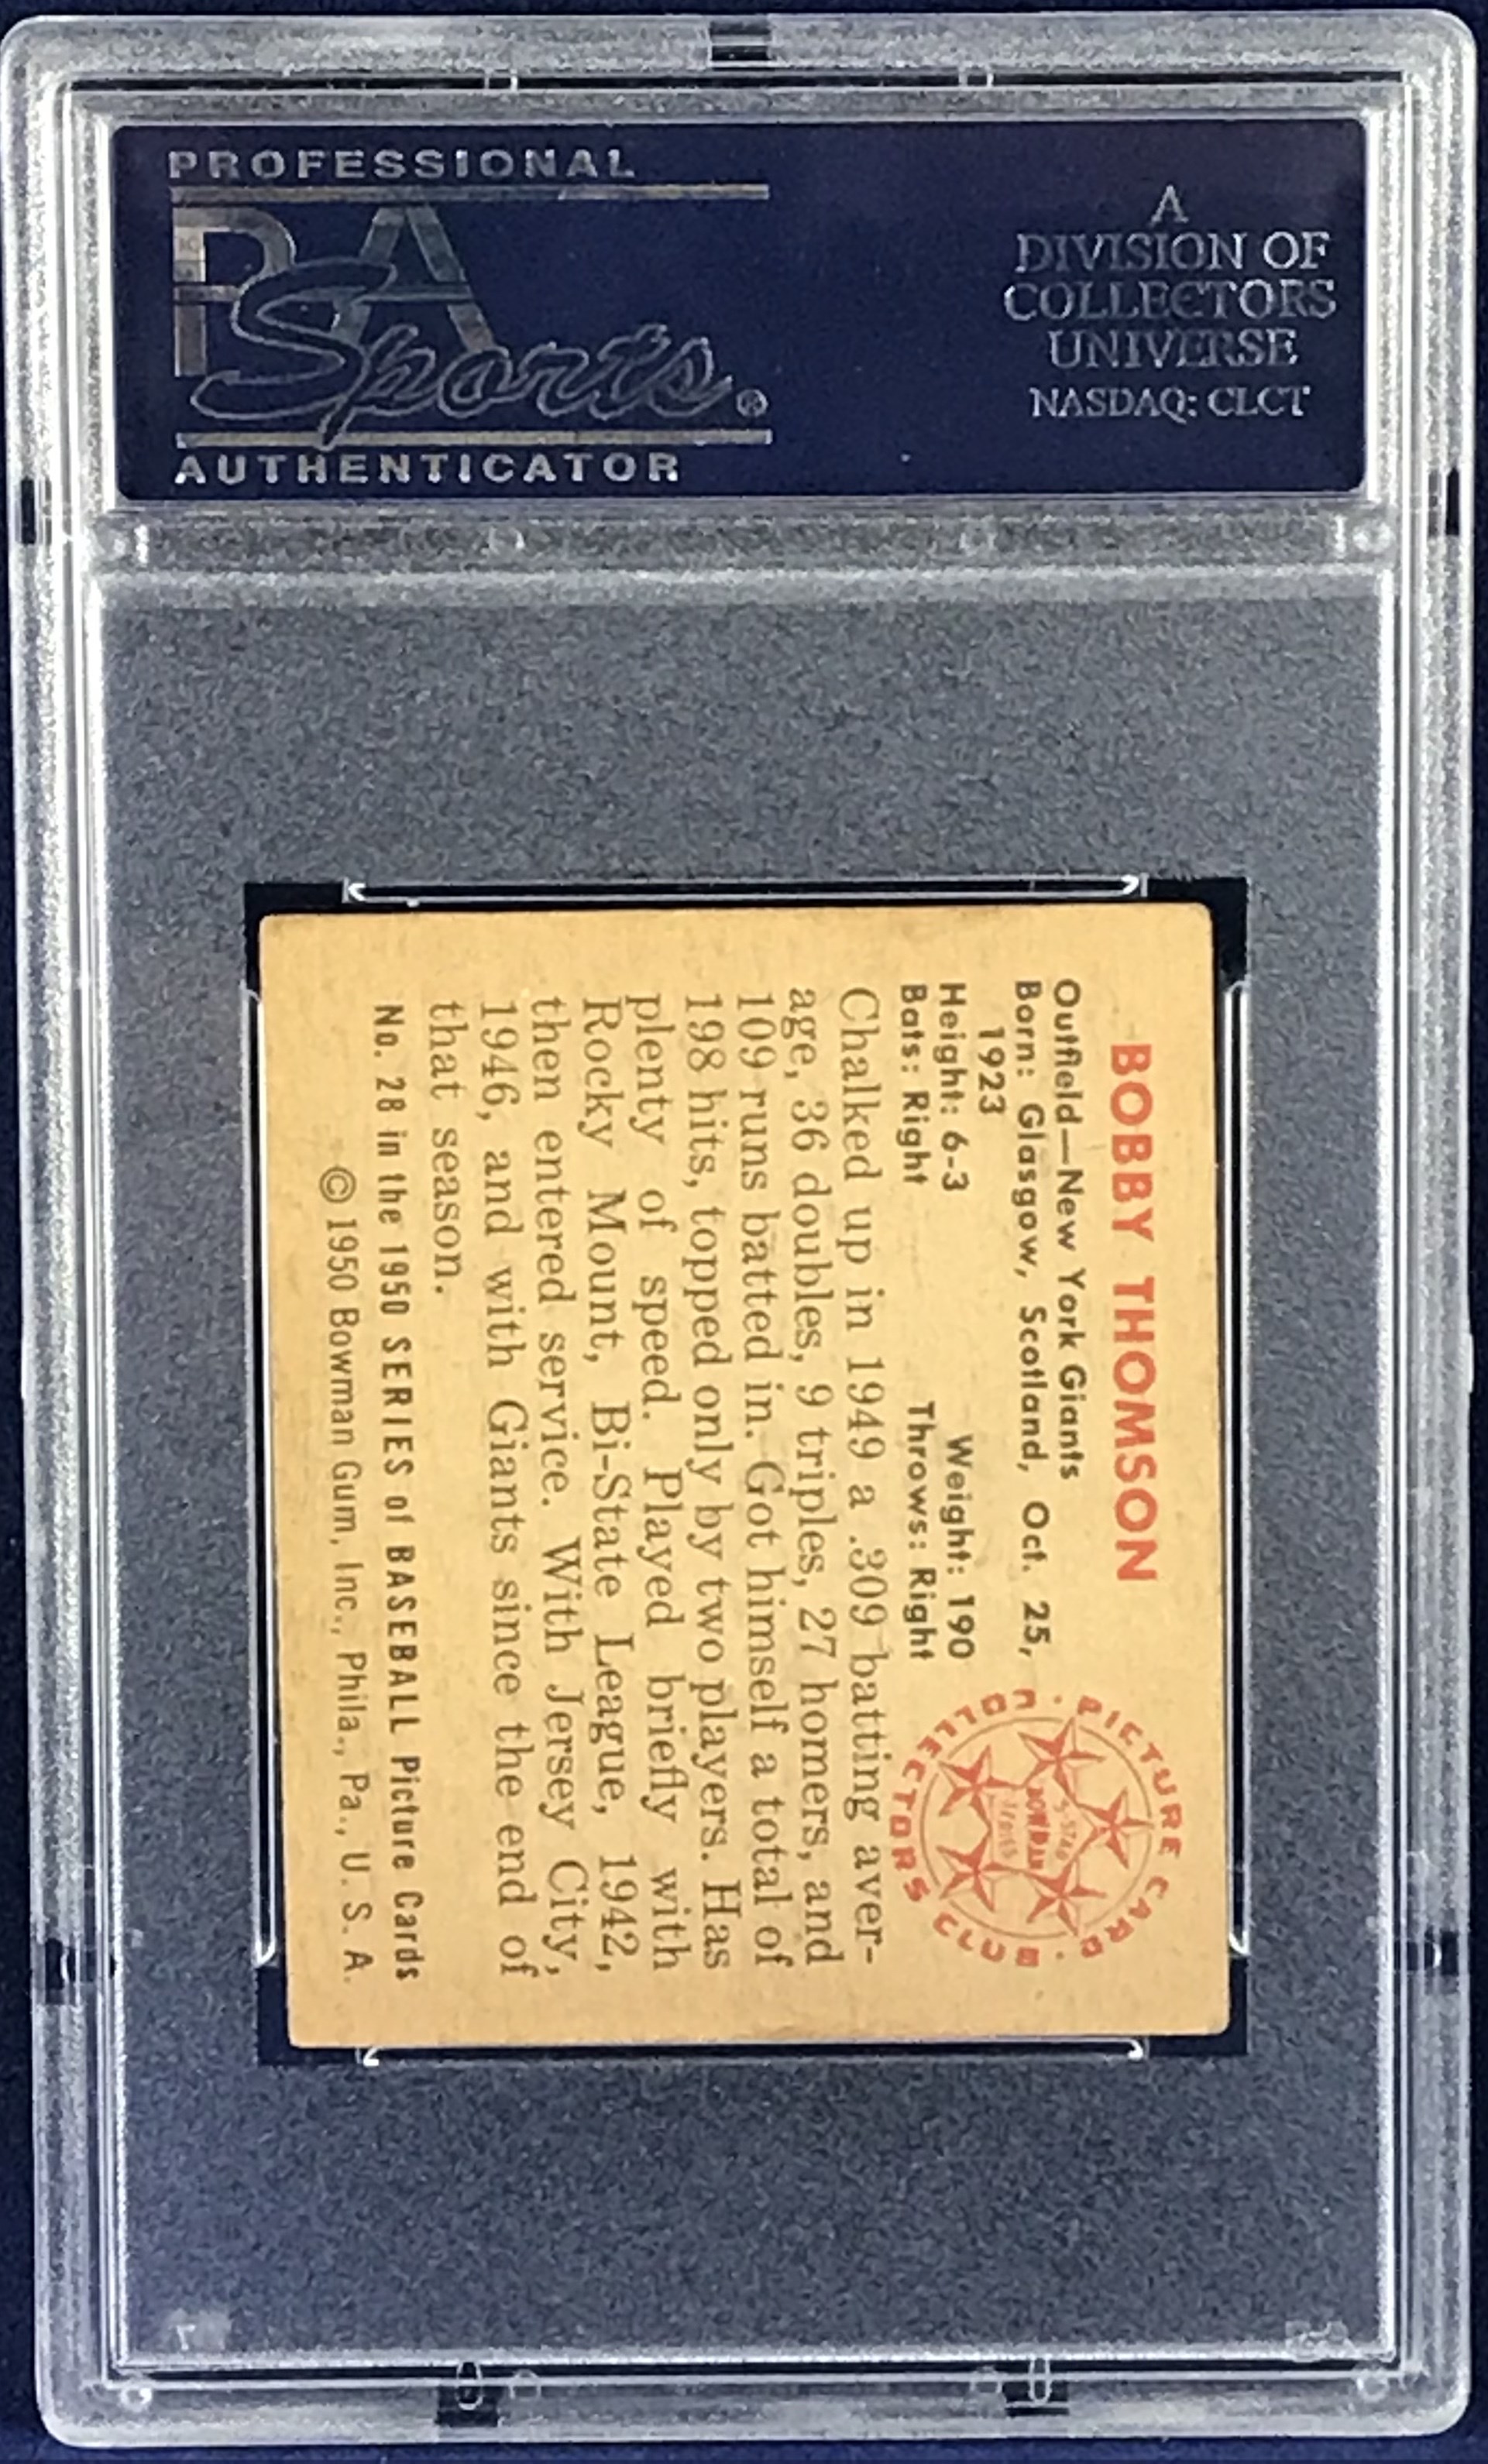 PROFESSIONAL
PSA
Sports®
AUTHENTICATOR
A
DIVISION OF
COLLECTORS
UNIVERSE
NASDAQ: CLCT
BOBBY THOMSON
Outfield—New York Giants
Born: Glasgow, Scotland, Oct. 25,
1923
Height: 6-3 Weight: 190
Bats: Right Throws: Right
PICTURE CARD · COLLECTORS CLUB ·
5-STAR
BOWMAN
Chalked up in 1949 a .309 batting aver-
age, 36 doubles, 9 triples, 27 homers, and
109 runs batted in. Got himself a total of
198 hits, topped only by two players. Has
plenty of speed. Played briefly with
Rocky Mount, Bi-State League, 1942,
then entered service. With Jersey City,
1946, and with Giants since the end of
that season.
No. 28 in the 1950 SERIES of BASEBALL Picture Cards
© 1950 Bowman Gum, Inc., Phila., Pa., U. S. A.